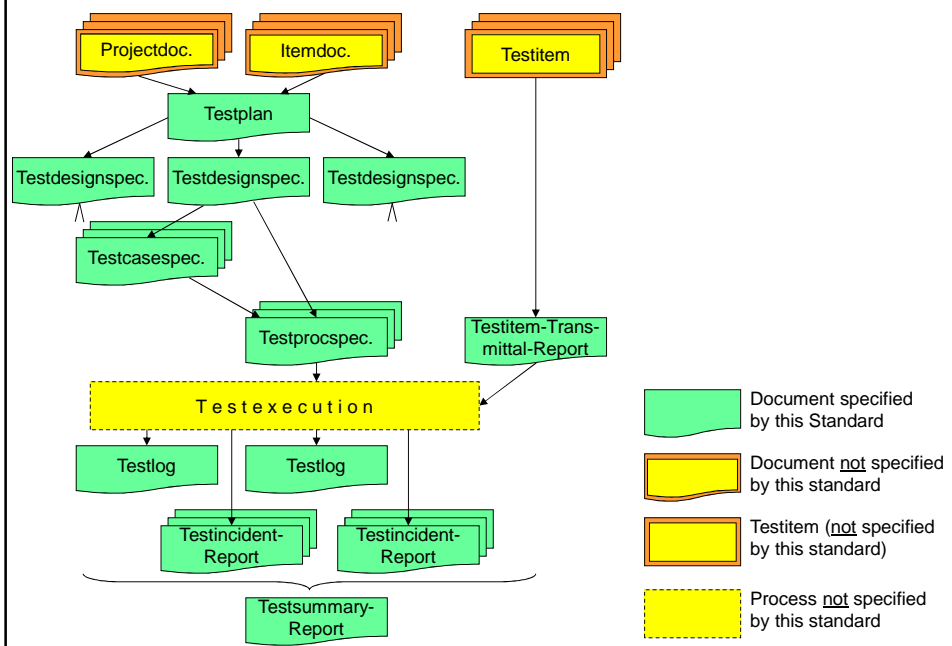 Projectdoc.
Itemdoc.
Testitem
Testplan
Testdesignspec.
Testdesignspec.
Testdesignspec.
Testcasespec.
Testprocspec.
Testitem-Trans-
mittal-Report
Testexecution
Testlog
Testlog
Testincident-
Report
Testincident-
Report
Testsummary-
Report
Document specified
by this Standard
Document not specified
by this standard
Testitem (not specified
by this standard)
Process not specified
by this standard